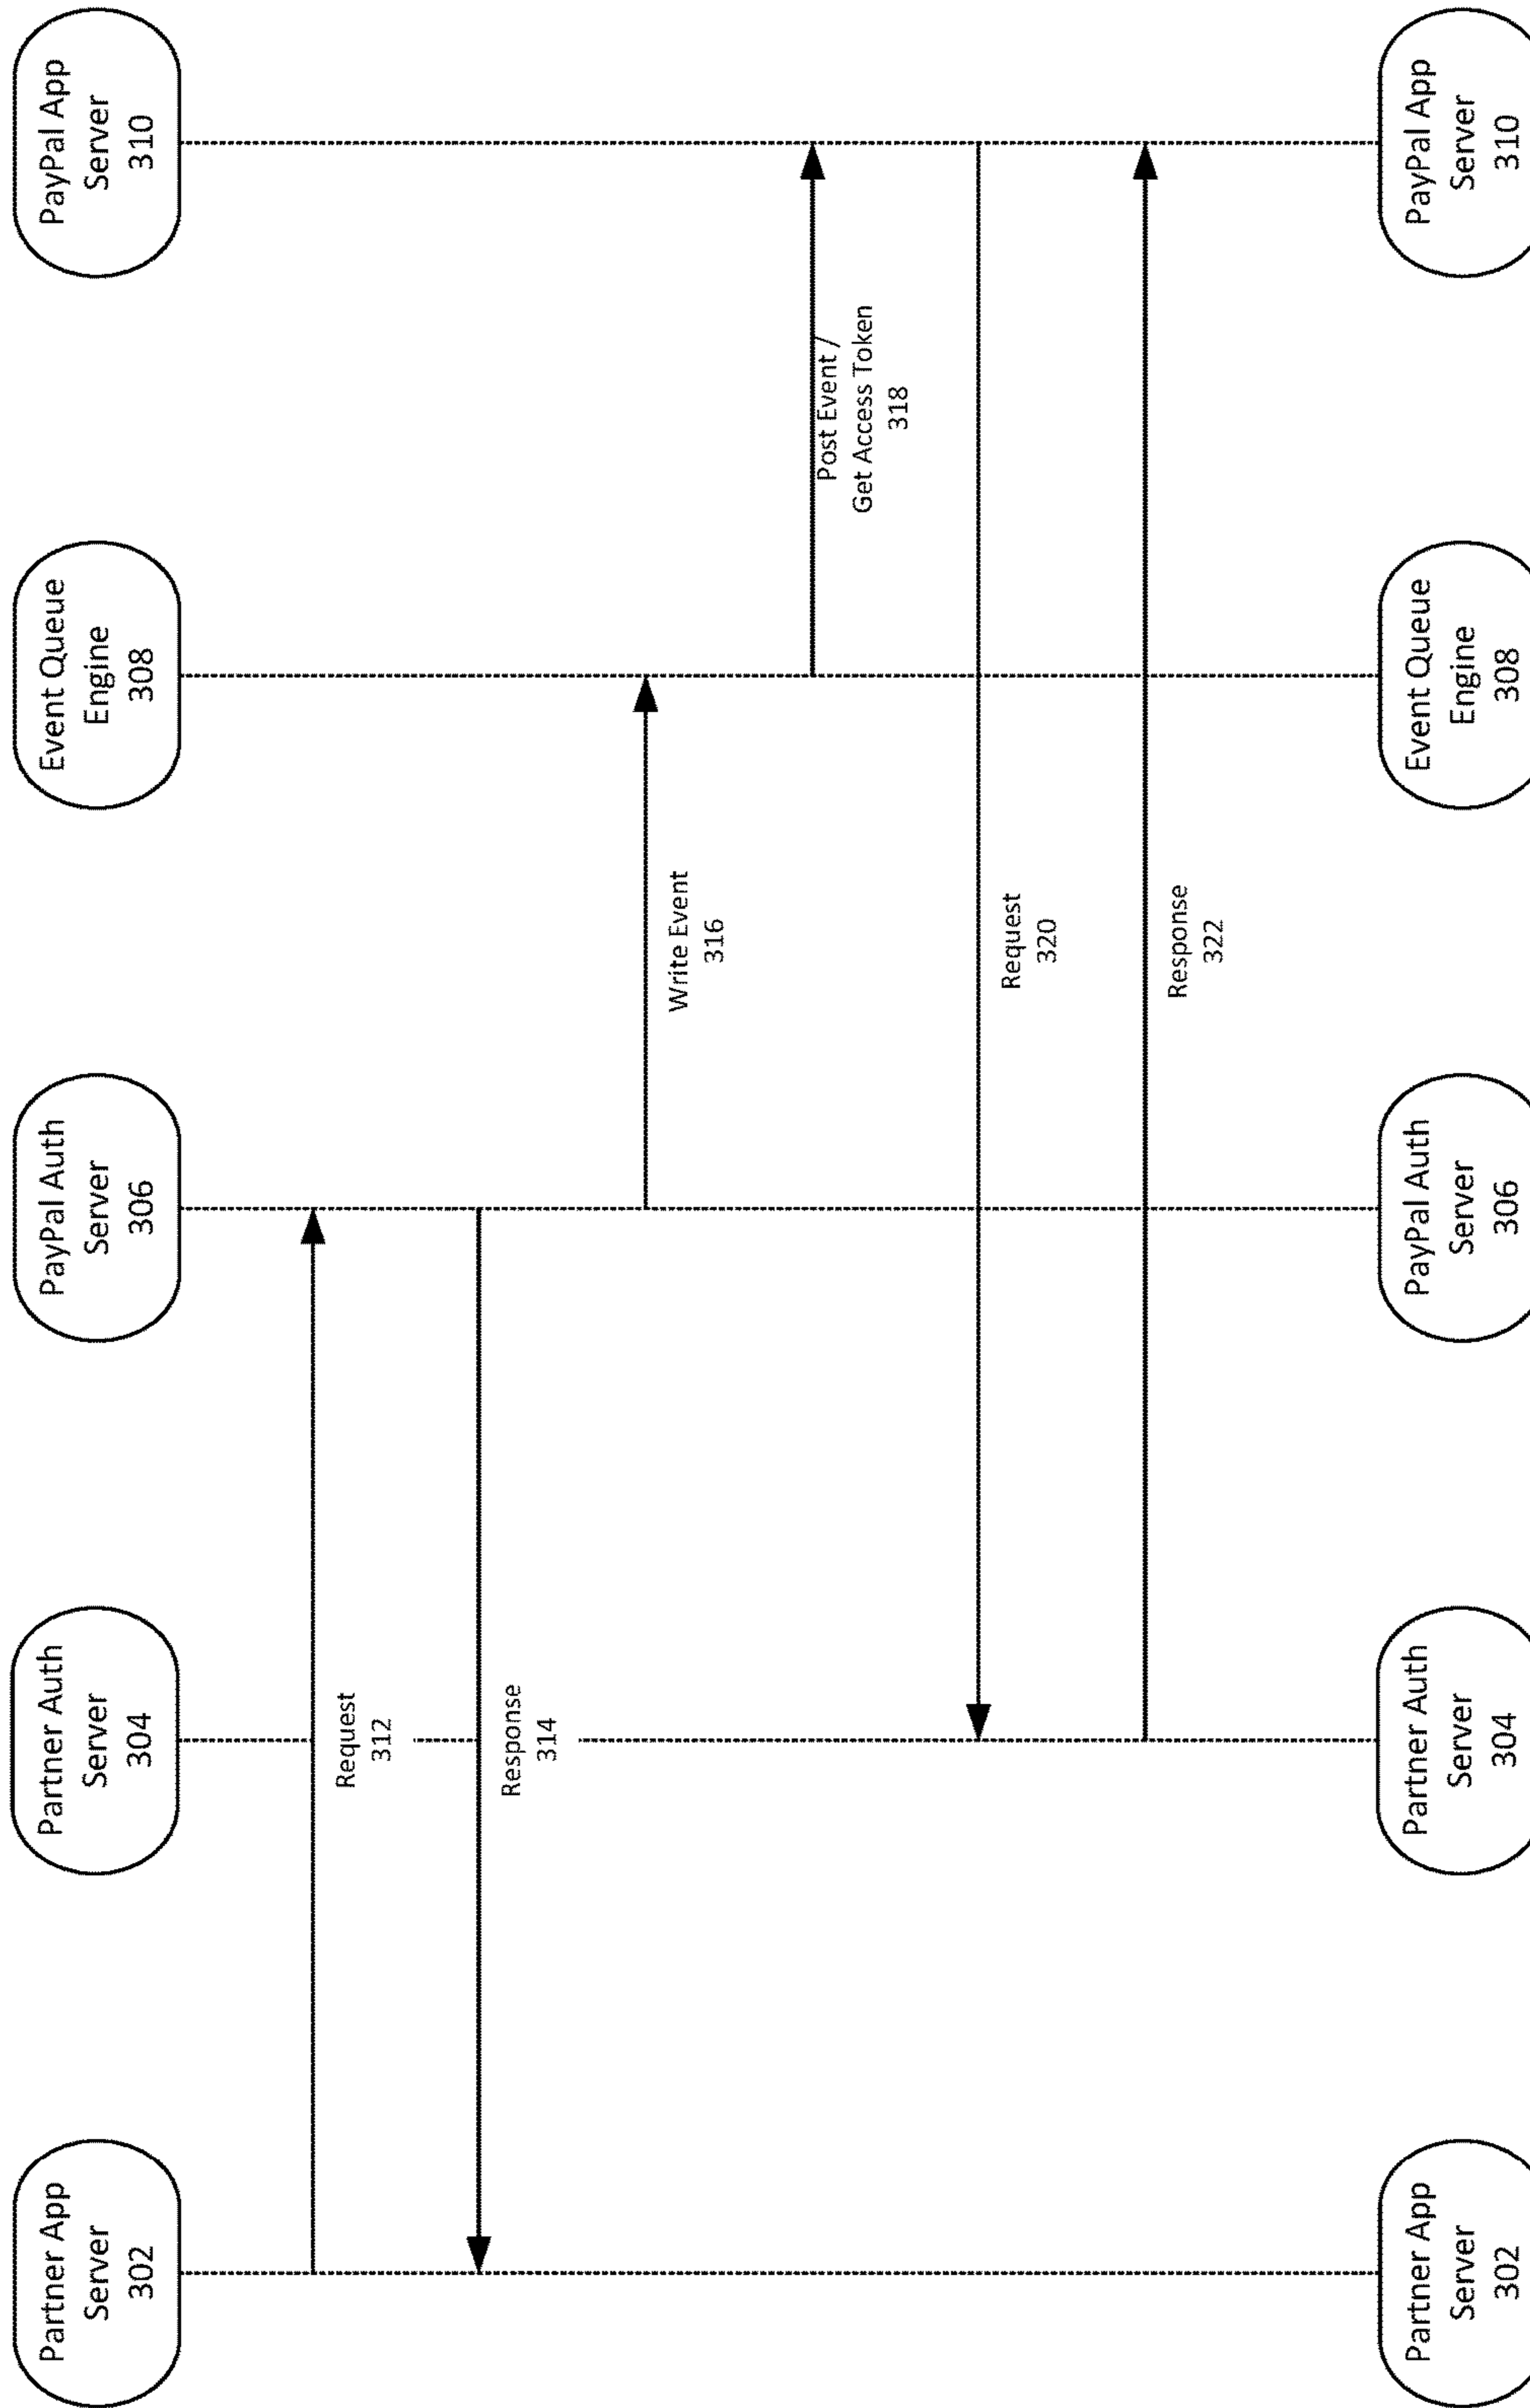 Partner App
Server
302
Partner Auth
Server
304
PayPal Auth
Server
306
Event Queue
Engine
308
PayPal App
Server
310
Request
312
Response
314
Write Event
316
Post Event /
Get Access Token
318
Request
320
Response
322
Partner App
Server
302
Partner Auth
Server
304
PayPal Auth
Server
306
Event Queue
Engine
308
PayPal App
Server
310